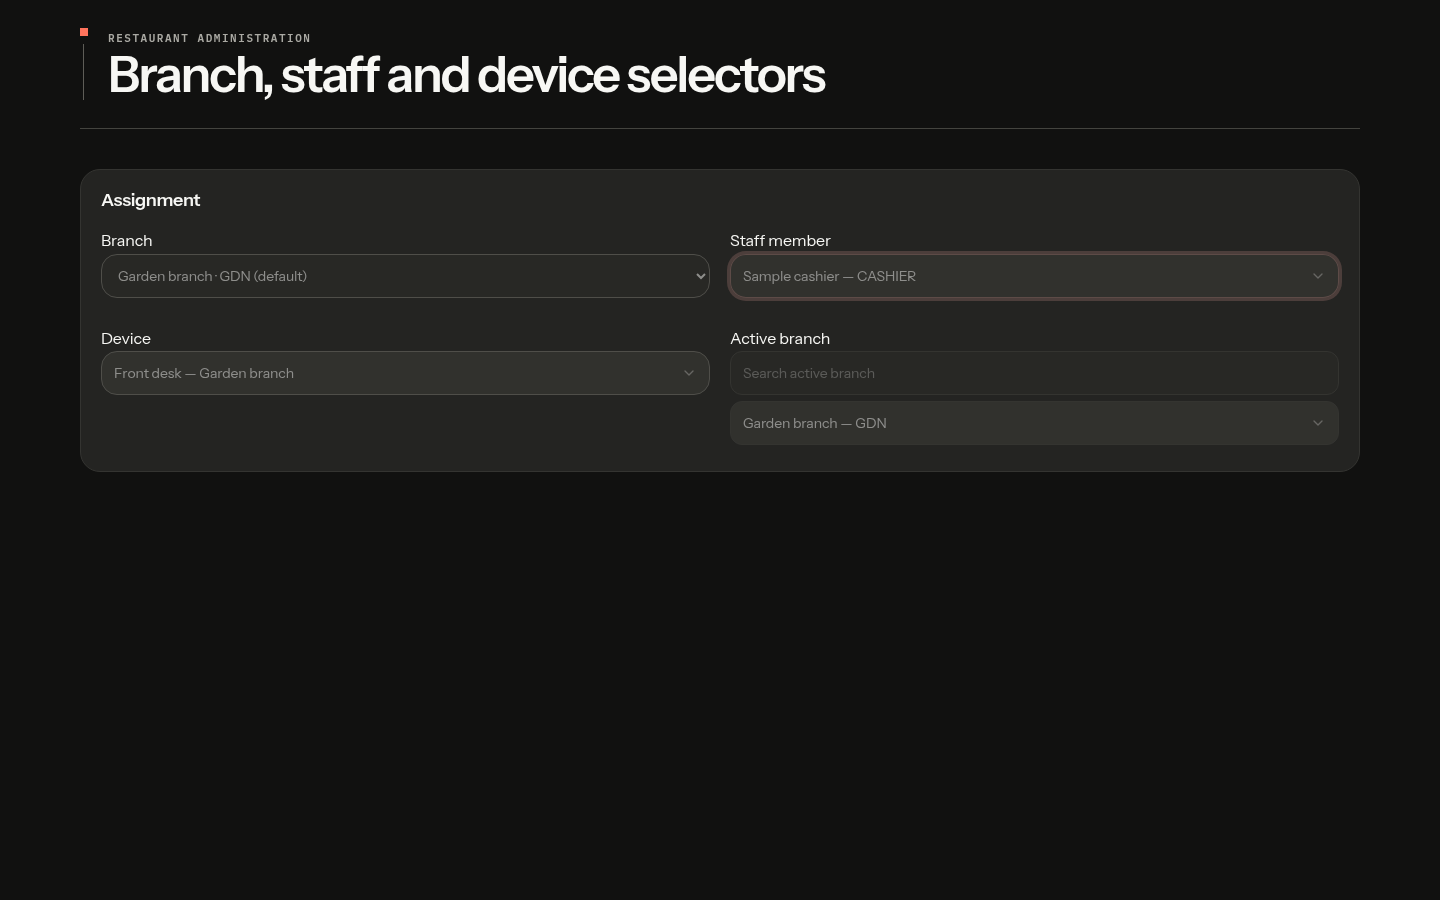 RESTAURANT ADMINISTRATION
Branch, staff and device selectors
Assignment
Branch
Garden branch · GDN (default)
Staff member
Sample cashier — CASHIER
Device
Front desk — Garden branch
Active branch
Search active branch
Garden branch — GDN